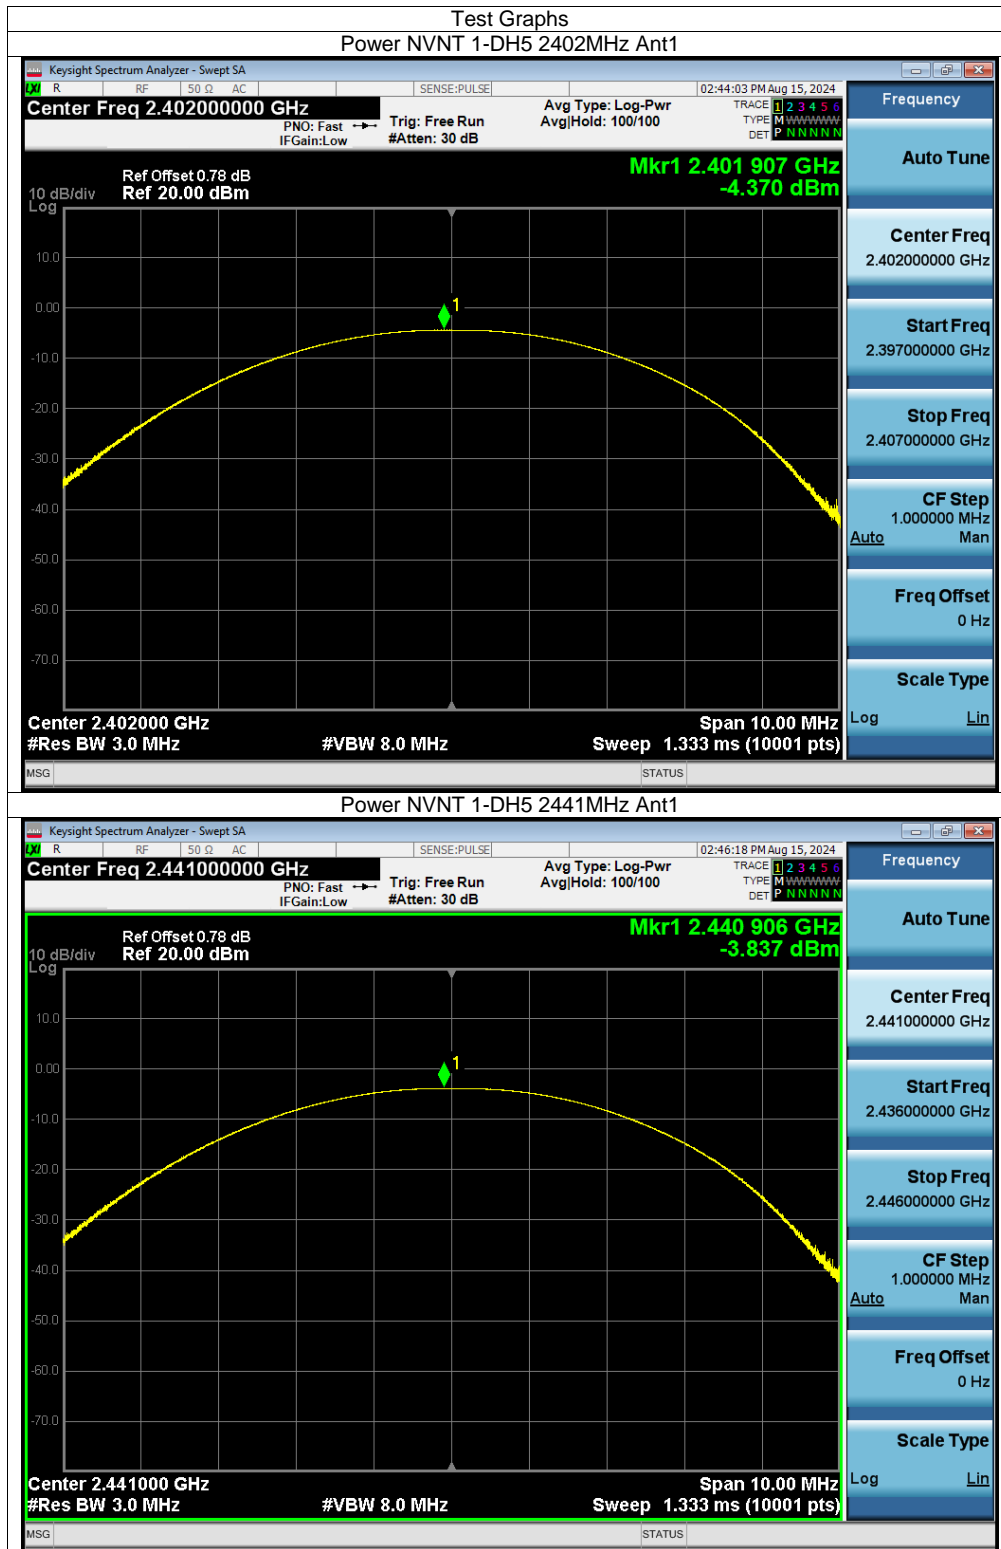 Test Graphs
Power NVNT 1-DH5 2402MHz Ant1
Keysight Spectrum Analyzer - Swept SA
LXI R RF 50 Ω AC SENSE:PULSE 02:44:03 PM Aug 15, 2024
Center Freq 2.402000000 GHz
PNO: Fast
IFGain:Low
Trig: Free Run
#Atten: 30 dB
Avg Type: Log-Pwr
Avg|Hold: 100/100
TRACE 1 2 3 4 5 6
TYPE M WWWWW
DET P N N N N N
Frequency
Mkr1 2.401 907 GHz
-4.370 dBm
Ref Offset 0.78 dB
10 dB/div Ref 20.00 dBm
Log
10.0
0.00
-10.0
-20.0
-30.0
-40.0
-50.0
-60.0
-70.0
1
Center 2.402000 GHz Span 10.00 MHz
#Res BW 3.0 MHz #VBW 8.0 MHz Sweep 1.333 ms (10001 pts)
Auto Tune
Center Freq
2.402000000 GHz
Start Freq
2.397000000 GHz
Stop Freq
2.407000000 GHz
CF Step
1.000000 MHz
Auto Man
Freq Offset
0 Hz
Scale Type
Log Lin
MSG STATUS
Power NVNT 1-DH5 2441MHz Ant1
Keysight Spectrum Analyzer - Swept SA
LXI R RF 50 Ω AC SENSE:PULSE 02:46:18 PM Aug 15, 2024
Center Freq 2.441000000 GHz
PNO: Fast
IFGain:Low
Trig: Free Run
#Atten: 30 dB
Avg Type: Log-Pwr
Avg|Hold: 100/100
TRACE 1 2 3 4 5 6
TYPE M WWWWW
DET P N N N N N
Frequency
Mkr1 2.440 906 GHz
-3.837 dBm
Ref Offset 0.78 dB
10 dB/div Ref 20.00 dBm
Log
10.0
0.00
-10.0
-20.0
-30.0
-40.0
-50.0
-60.0
-70.0
1
Center 2.441000 GHz Span 10.00 MHz
#Res BW 3.0 MHz #VBW 8.0 MHz Sweep 1.333 ms (10001 pts)
Auto Tune
Center Freq
2.441000000 GHz
Start Freq
2.436000000 GHz
Stop Freq
2.446000000 GHz
CF Step
1.000000 MHz
Auto Man
Freq Offset
0 Hz
Scale Type
Log Lin
MSG STATUS